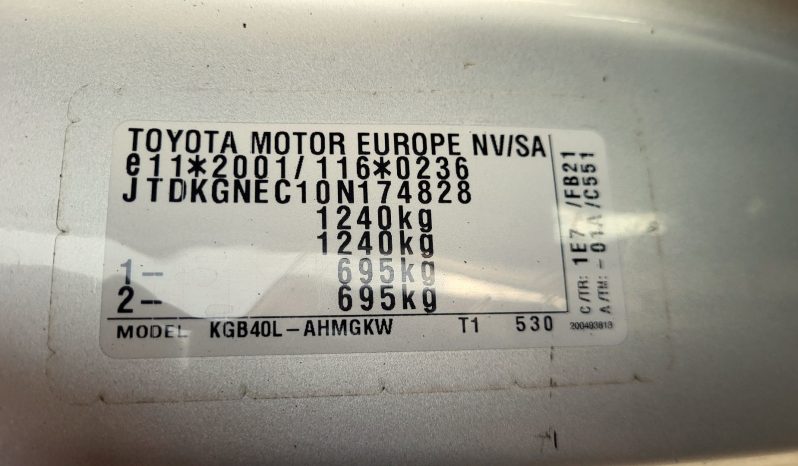 TOYOTA MOTOR EUROPE NV/SA
e11*2001/116*0236
JTDKGNEC10N174828
1240kg
1240kg
1- 695kg
2- 695kg
MODEL KGB40L-AHMGKW T1 530
C/TR: 1E7 /FB21
A/TM: -01A /C551
200493813